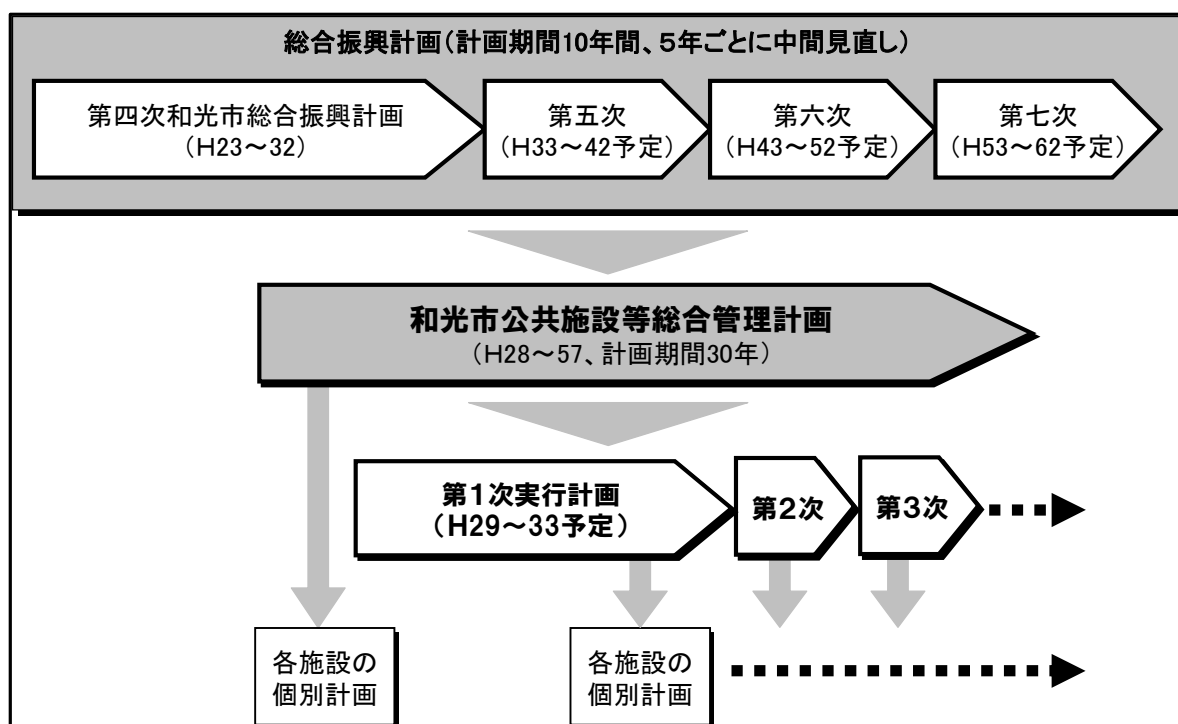 総合振興計画（計画期間10年間、５年ごとに中間見直し）
第四次和光市総合振興計画
（H23～32）
第五次
（H33～42予定）
第六次
（H43～52予定）
第七次
（H53～62予定）
和光市公共施設等総合管理計画
（H28～57、計画期間30年）
第１次実行計画
（H29～33予定）
第２次
第３次
各施設の
個別計画
各施設の
個別計画